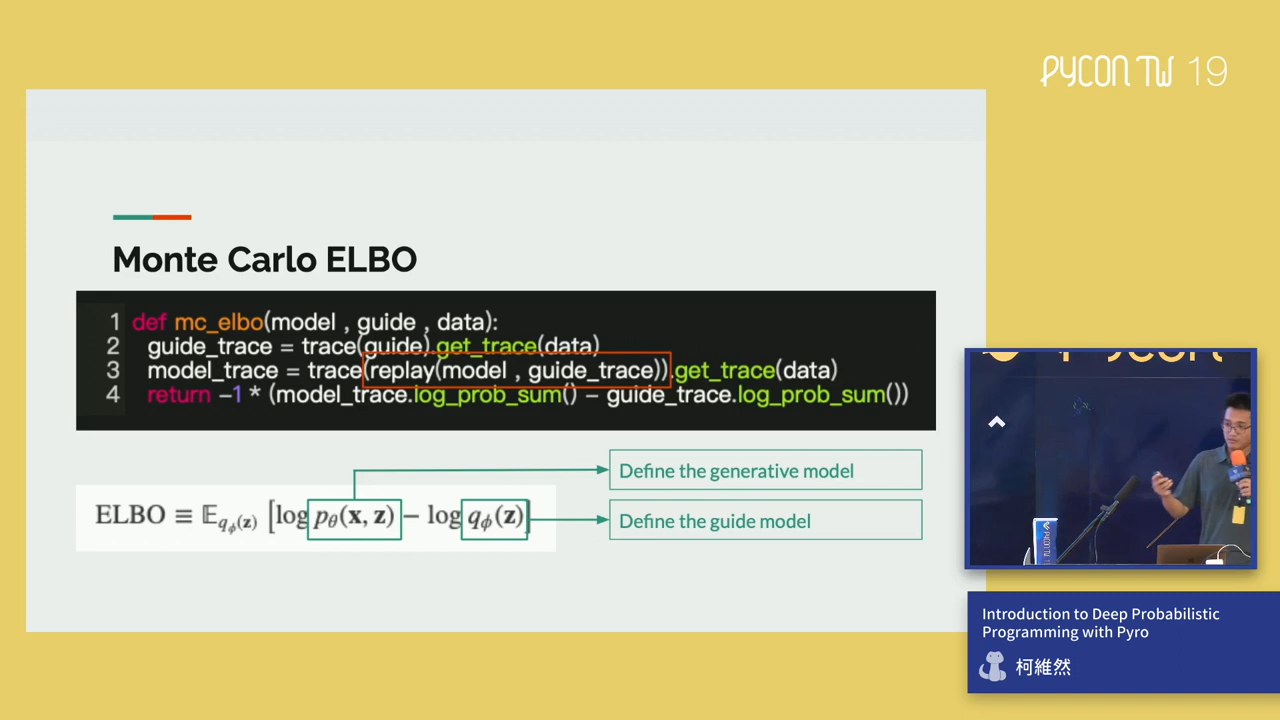 PYCON TW 19
Monte Carlo ELBO
1 def mc_elbo(model , guide , data):
2 guide_trace = trace(guide).get_trace(data)
3 model_trace = trace(replay(model , guide_trace)).get_trace(data)
4 return –1 * (model_trace.log_prob_sum() – guide_trace.log_prob_sum())
Define the generative model
ELBO ≡ 𝔼q_ϕ(z) [log p_θ(x, z) − log q_ϕ(z)]
Define the guide model
Introduction to Deep Probabilistic
Programming with Pyro
柯維然